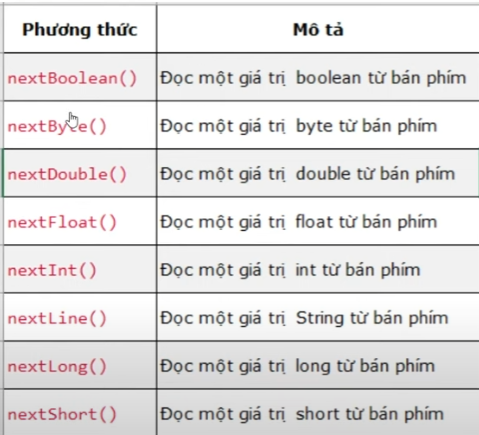 Phương thức Mô tả
nextBoolean() Đọc một giá trị boolean từ bán phím
nextByte() Đọc một giá trị byte từ bán phím
nextDouble() Đọc một giá trị double từ bán phím
nextFloat() Đọc một giá trị float từ bán phím
nextInt() Đọc một giá trị int từ bán phím
nextLine() Đọc một giá trị String từ bán phím
nextLong() Đọc một giá trị long từ bán phím
nextShort() Đọc một giá trị short từ bán phím